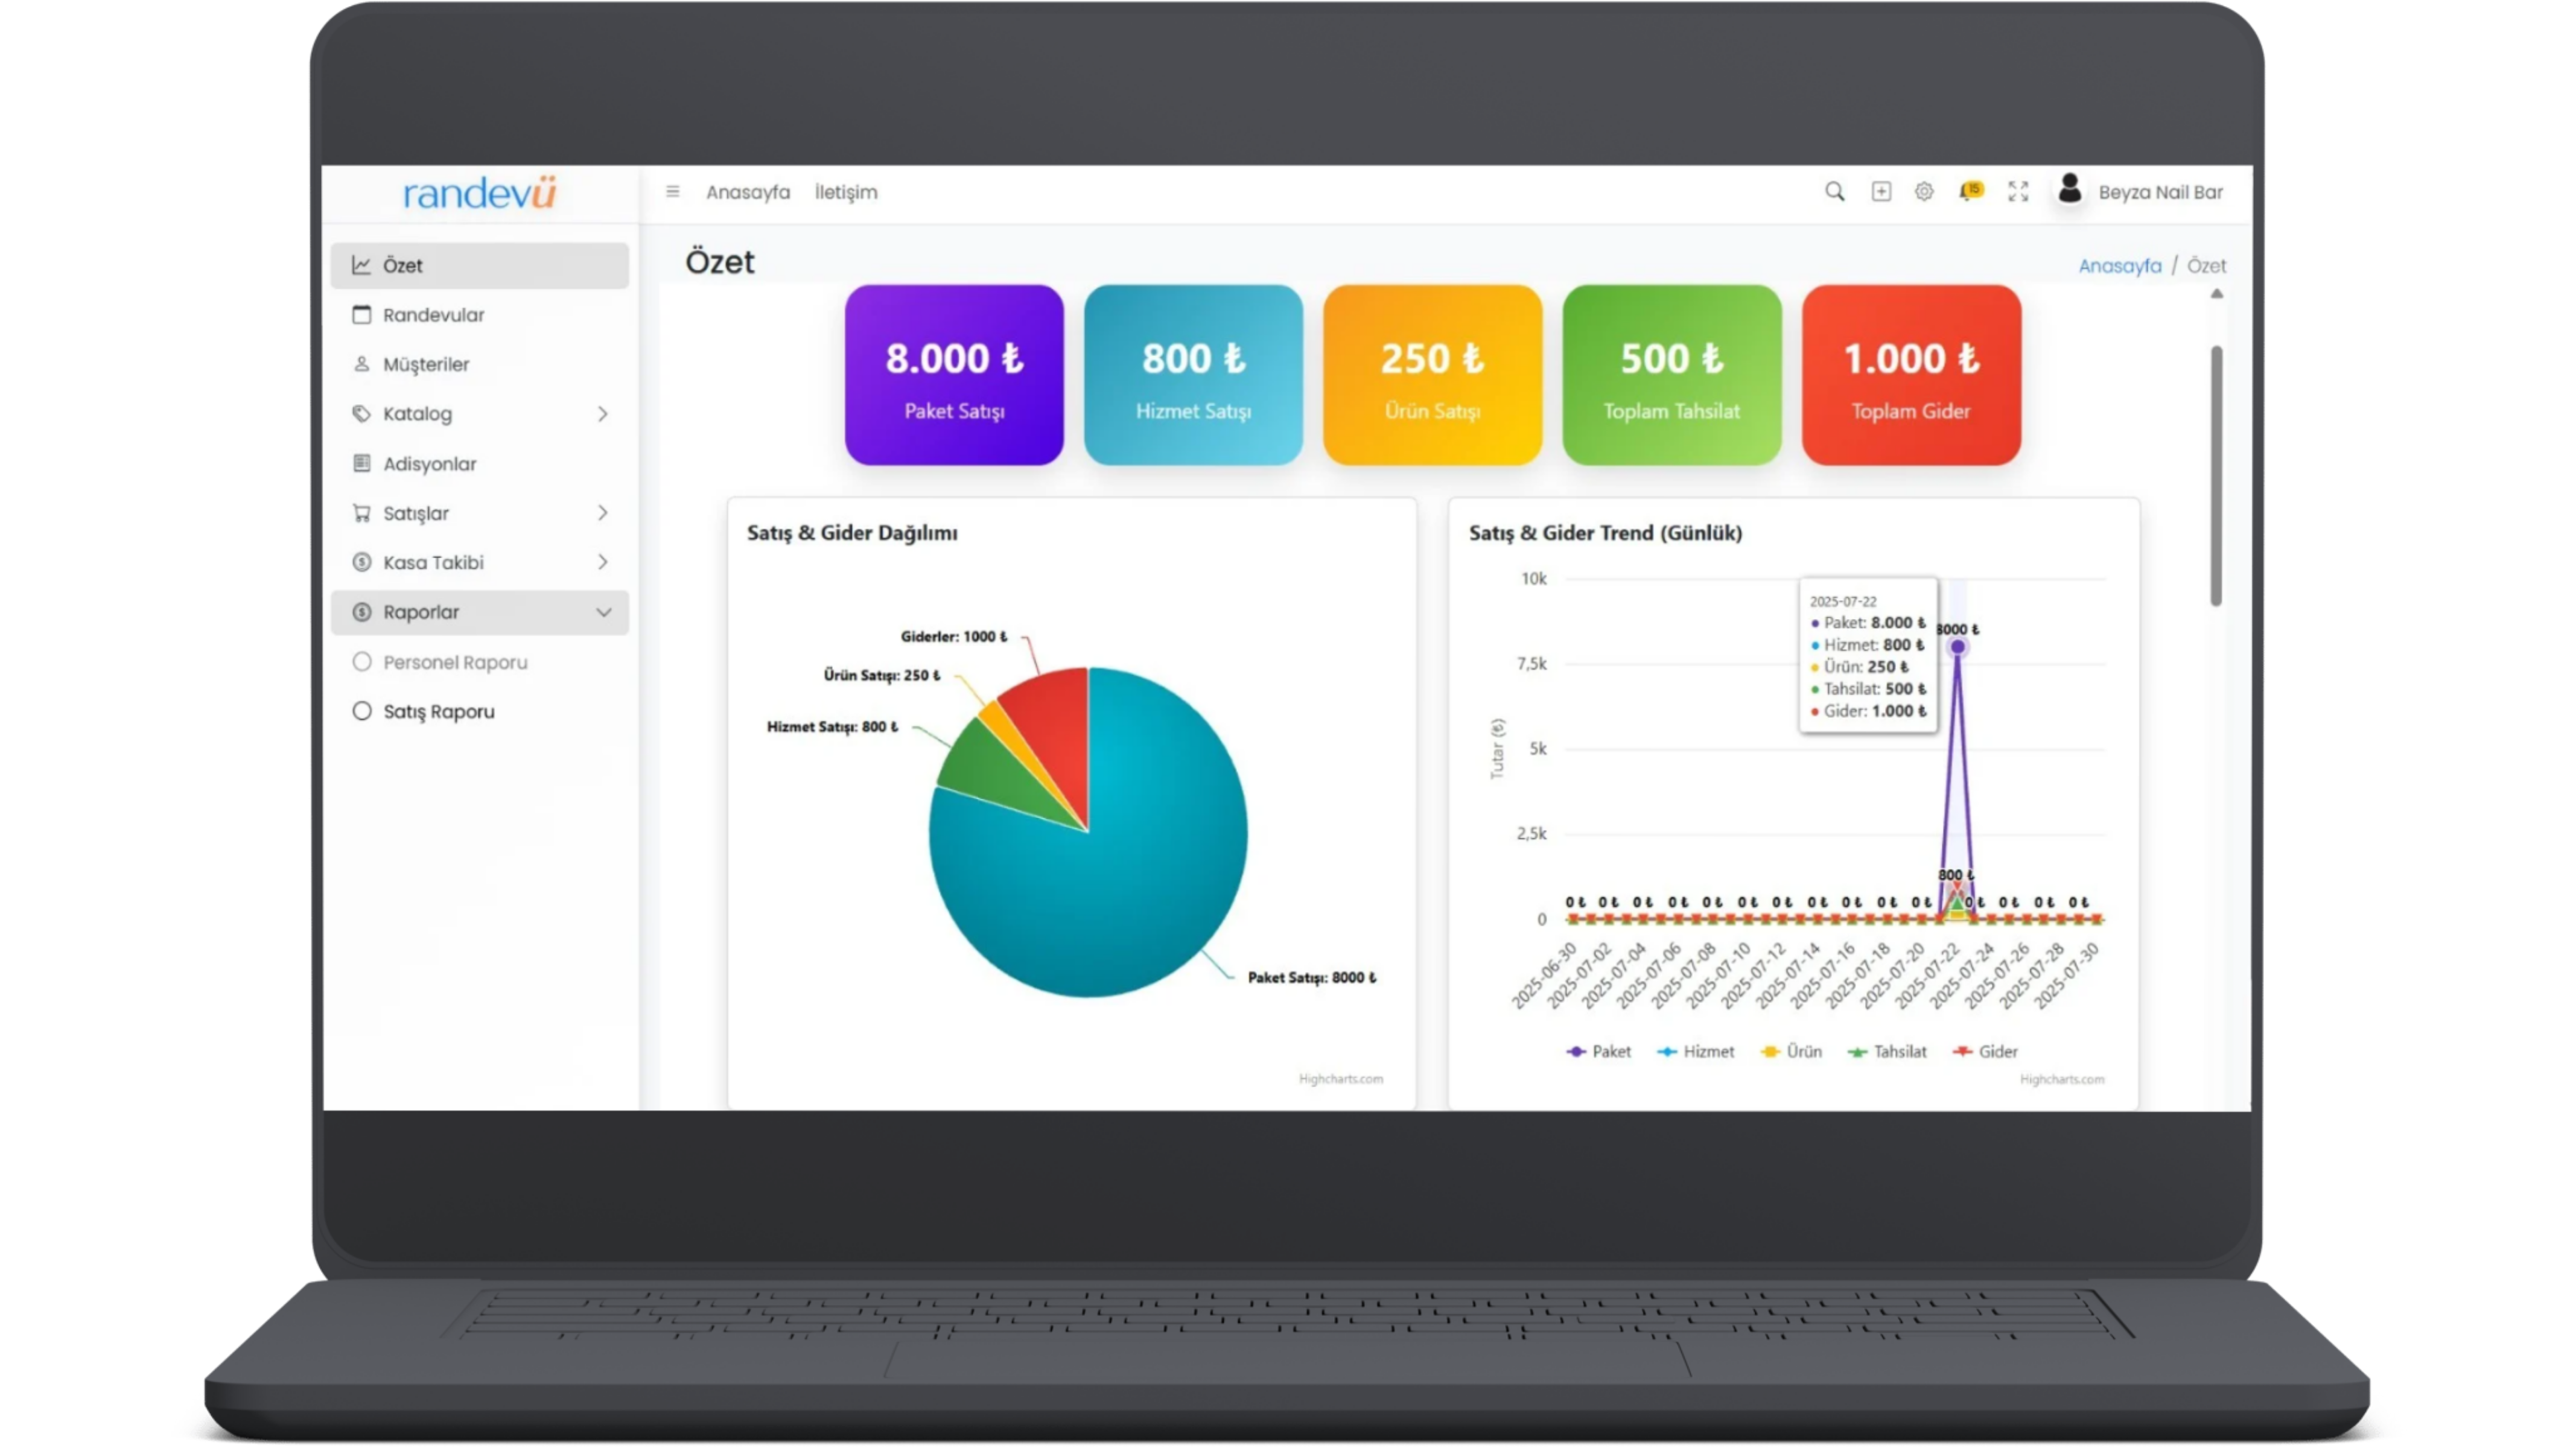 randevü
Anasayfa İletişim
15
Beyza Nail Bar
Özet
Randevular
Müşteriler
Katalog
Adisyonlar
Satışlar
Kasa Takibi
Raporlar
Personel Raporu
Satış Raporu
Özet
Anasayfa / Özet
8.000 ₺
Paket Satışı
800 ₺
Hizmet Satışı
250 ₺
Ürün Satışı
500 ₺
Toplam Tahsilat
1.000 ₺
Toplam Gider
Satış & Gider Dağılımı
Giderler: 1000 ₺
Ürün Satışı: 250 ₺
Hizmet Satışı: 800 ₺
Paket Satışı: 8000 ₺
Highcharts.com
Satış & Gider Trend (Günlük)
Tutar (₺)
10k
7,5k
5k
2,5k
0
2025-07-22
Paket: 8.000 ₺
Hizmet: 800 ₺
Ürün: 250 ₺
Tahsilat: 500 ₺
Gider: 1.000 ₺
8000 ₺
800 ₺
0 ₺ 0 ₺ 0 ₺ 0 ₺ 0 ₺ 0 ₺ 0 ₺ 0 ₺ 0 ₺ 0 ₺ 0 ₺ 0 ₺ 0 ₺ 0 ₺ 0 ₺
2025-06-30
2025-07-02
2025-07-04
2025-07-06
2025-07-08
2025-07-10
2025-07-12
2025-07-14
2025-07-16
2025-07-18
2025-07-20
2025-07-22
2025-07-24
2025-07-26
2025-07-28
2025-07-30
Paket Hizmet Ürün Tahsilat Gider
Highcharts.com